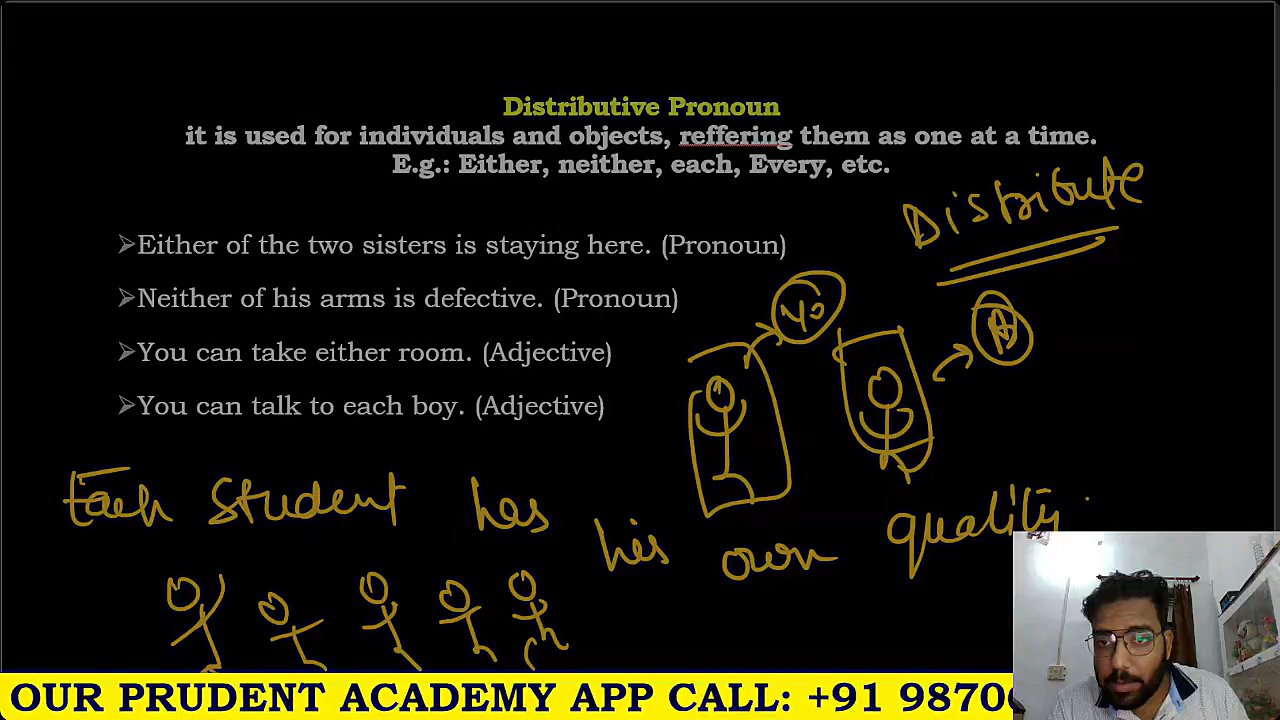 Distributive Pronoun
it is used for individuals and objects, reffering them as one at a time.
E.g.: Either, neither, each, Every, etc.
Distribute
➢Either of the two sisters is staying here. (Pronoun)
➢Neither of his arms is defective. (Pronoun)
➢You can take either room. (Adjective)
➢You can talk to each boy. (Adjective)
Each student has his own quality.
OUR PRUDENT ACADEMY APP CALL: +91 9870